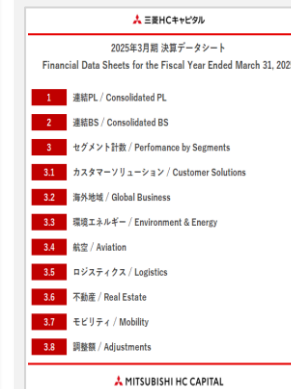 三菱HCキャピタル
2025年3月期 決算データシート
Financial Data Sheets for the Fiscal Year Ended March 31, 202
1 連結PL / Consolidated PL
2 連結BS / Consolidated BS
3 セグメント計数 / Perfomance by Segments
3.1 カスタマーソリューション / Customer Solutions
3.2 海外地域 / Global Business
3.3 環境エネルギー / Environment & Energy
3.4 航空 / Aviation
3.5 ロジスティクス / Logistics
3.6 不動産 / Real Estate
3.7 モビリティ / Mobility
3.8 調整額 / Adjustments
MITSUBISHI HC CAPITAL